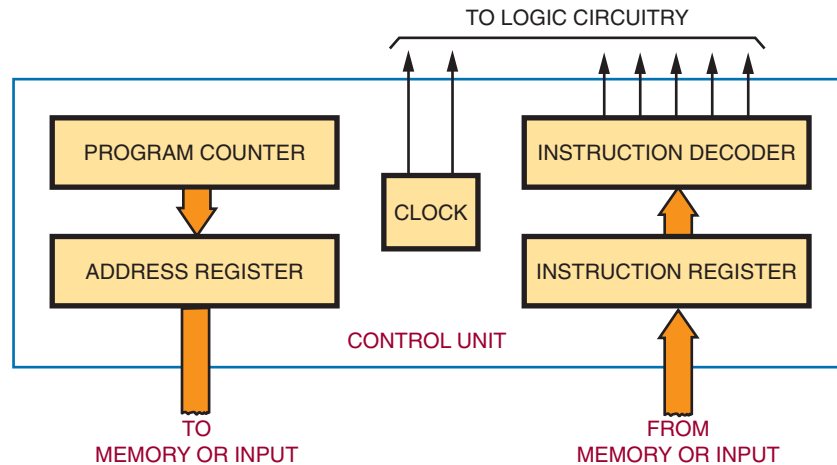 TO LOGIC CIRCUITRY
PROGRAM COUNTER
INSTRUCTION DECODER
CLOCK
ADDRESS REGISTER
INSTRUCTION REGISTER
CONTROL UNIT
TO
MEMORY OR INPUT
FROM
MEMORY OR INPUT